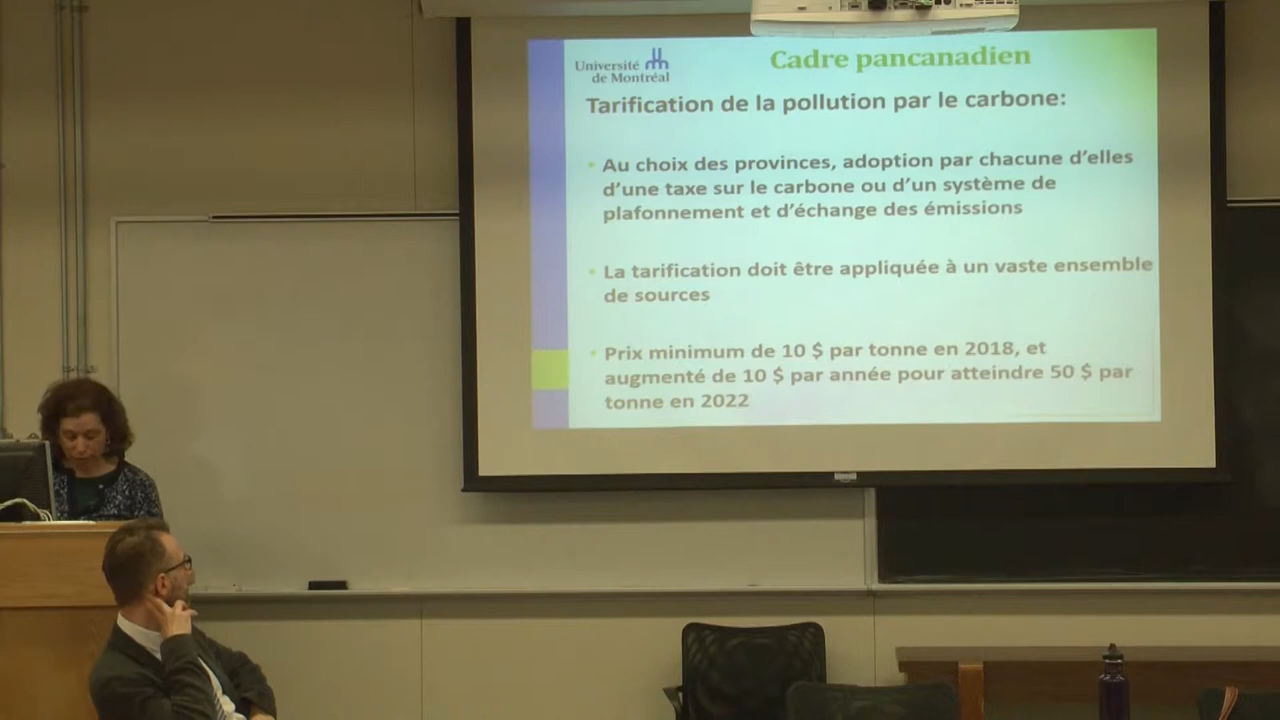 Université
de Montréal
Cadre pancanadien
Tarification de la pollution par le carbone:
Au choix des provinces, adoption par chacune d'elles
d'une taxe sur le carbone ou d'un système de
plafonnement et d'échange des émissions
La tarification doit être appliquée à un vaste ensemble
de sources
Prix minimum de 10 $ par tonne en 2018, et
augmenté de 10 $ par année pour atteindre 50 $ par
tonne en 2022